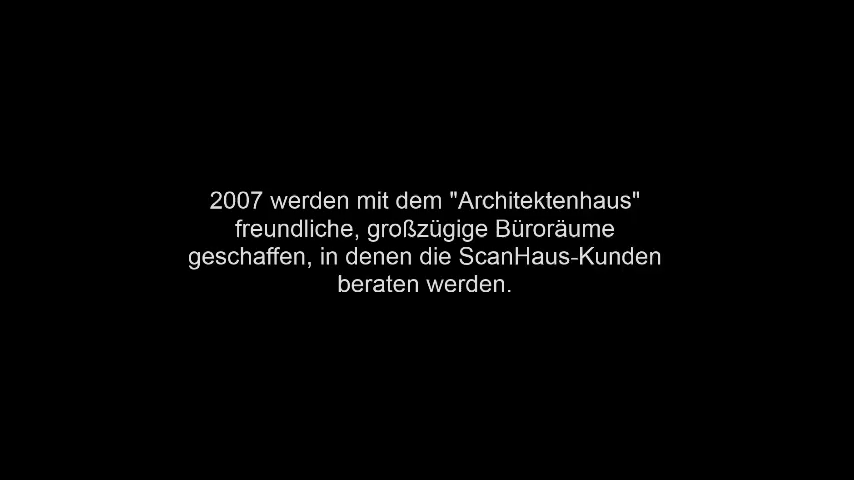 2007 werden mit dem "Architektenhaus"
freundliche, großzügige Büroräume
geschaffen, in denen die ScanHaus-Kunden
beraten werden.